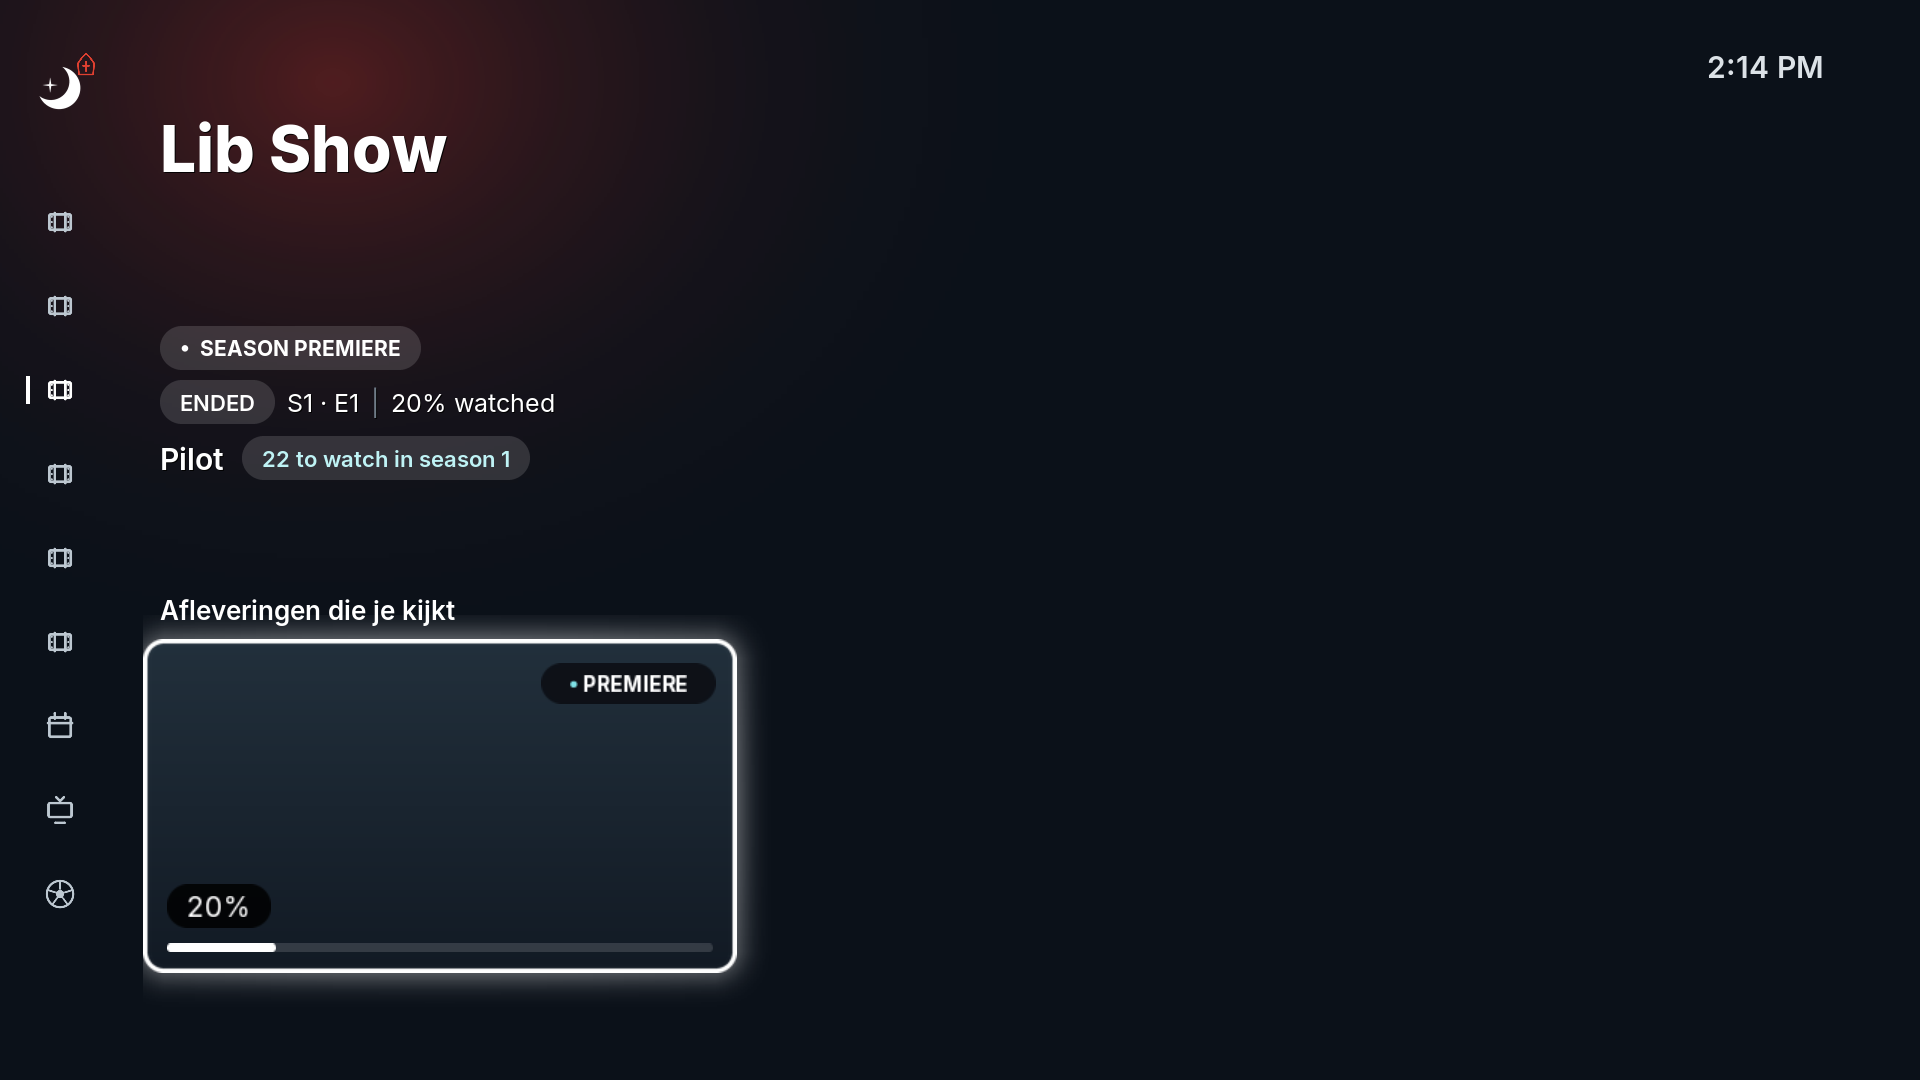 2:14 PM
Lib Show
• SEASON PREMIERE
ENDED S1 · E1 | 20% watched
Pilot 22 to watch in season 1
Afleveringen die je kijkt
• PREMIERE
20%